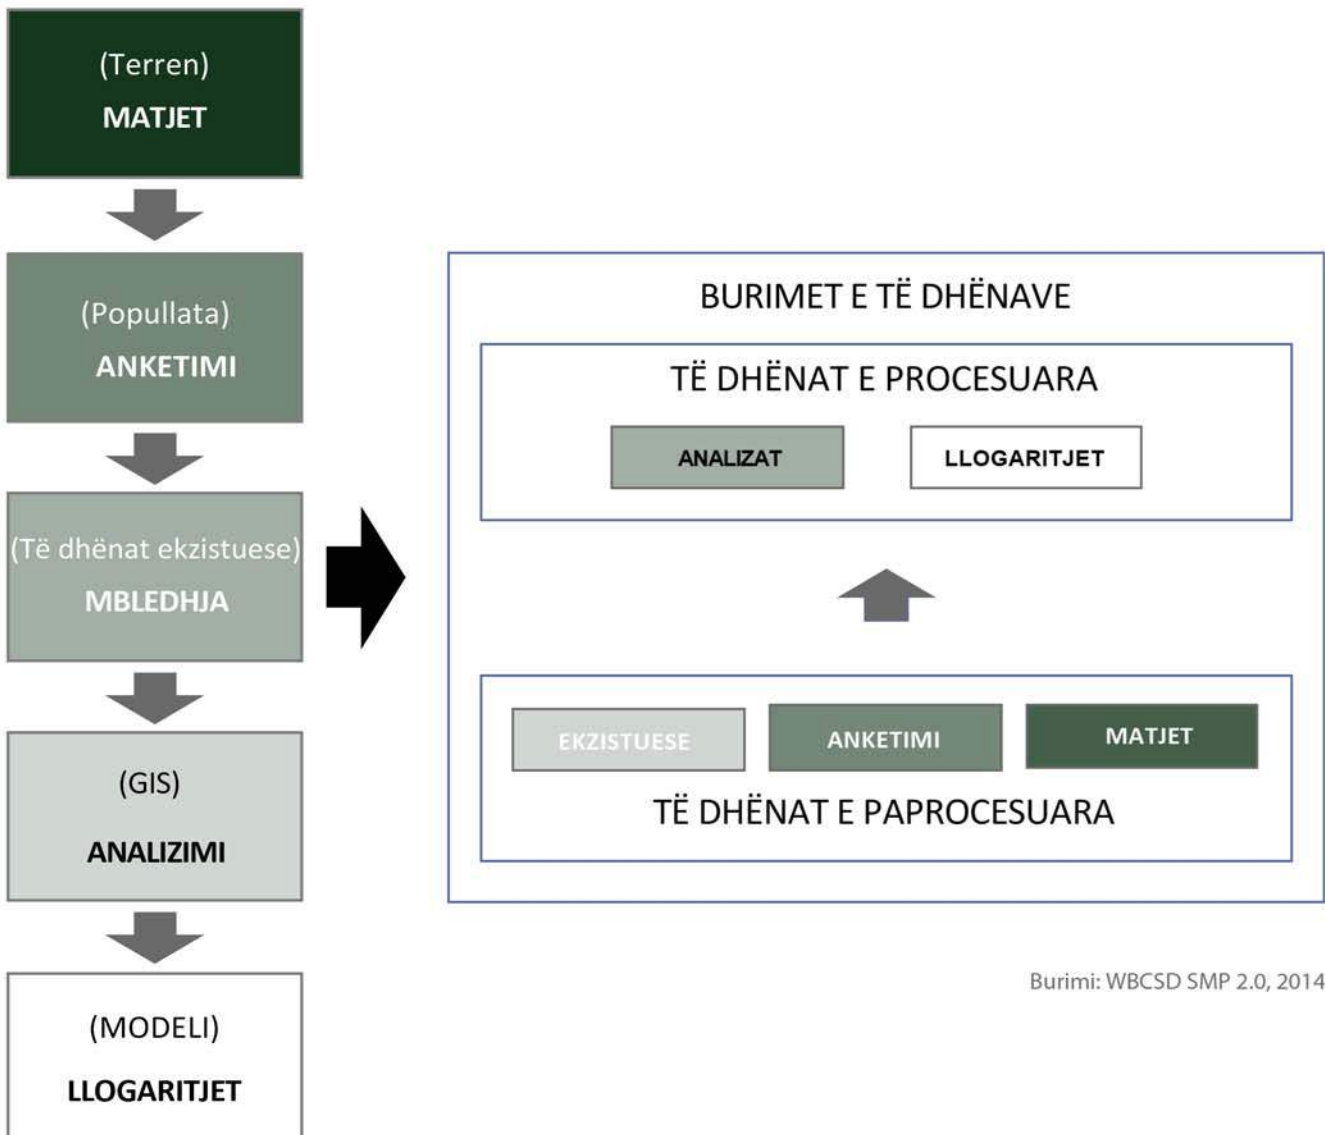 (Terren)
MATJET
(Popullata)
ANKETIMI
(Të dhënat ekzistuese)
MBLEDHJA
(GIS)
ANALIZIMI
(MODELI)
LLOGARITJET
BURIMET E TË DHËNAVE
TË DHËNAT E PROCESUARA
ANALIZAT
LLOGARITJET
EKZISTUESE
ANKETIMI
MATJET
TË DHËNAT E PAPROCESUARA
Burimi: WBCSD SMP 2.0, 2014